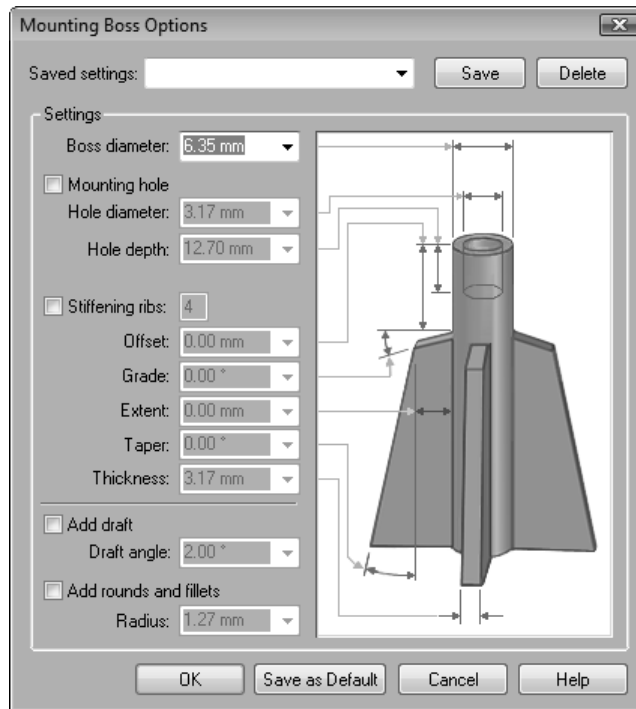 Mounting Boss Options
Saved settings: Save Delete
Settings
Boss diameter: 6.35 mm
Mounting hole
Hole diameter: 3.17 mm
Hole depth: 12.70 mm
Stiffening ribs: 4
Offset: 0.00 mm
Grade: 0.00 °
Extent: 0.00 mm
Taper: 0.00 °
Thickness: 3.17 mm
Add draft
Draft angle: 2.00 °
Add rounds and fillets
Radius: 1.27 mm
OK Save as Default Cancel Help